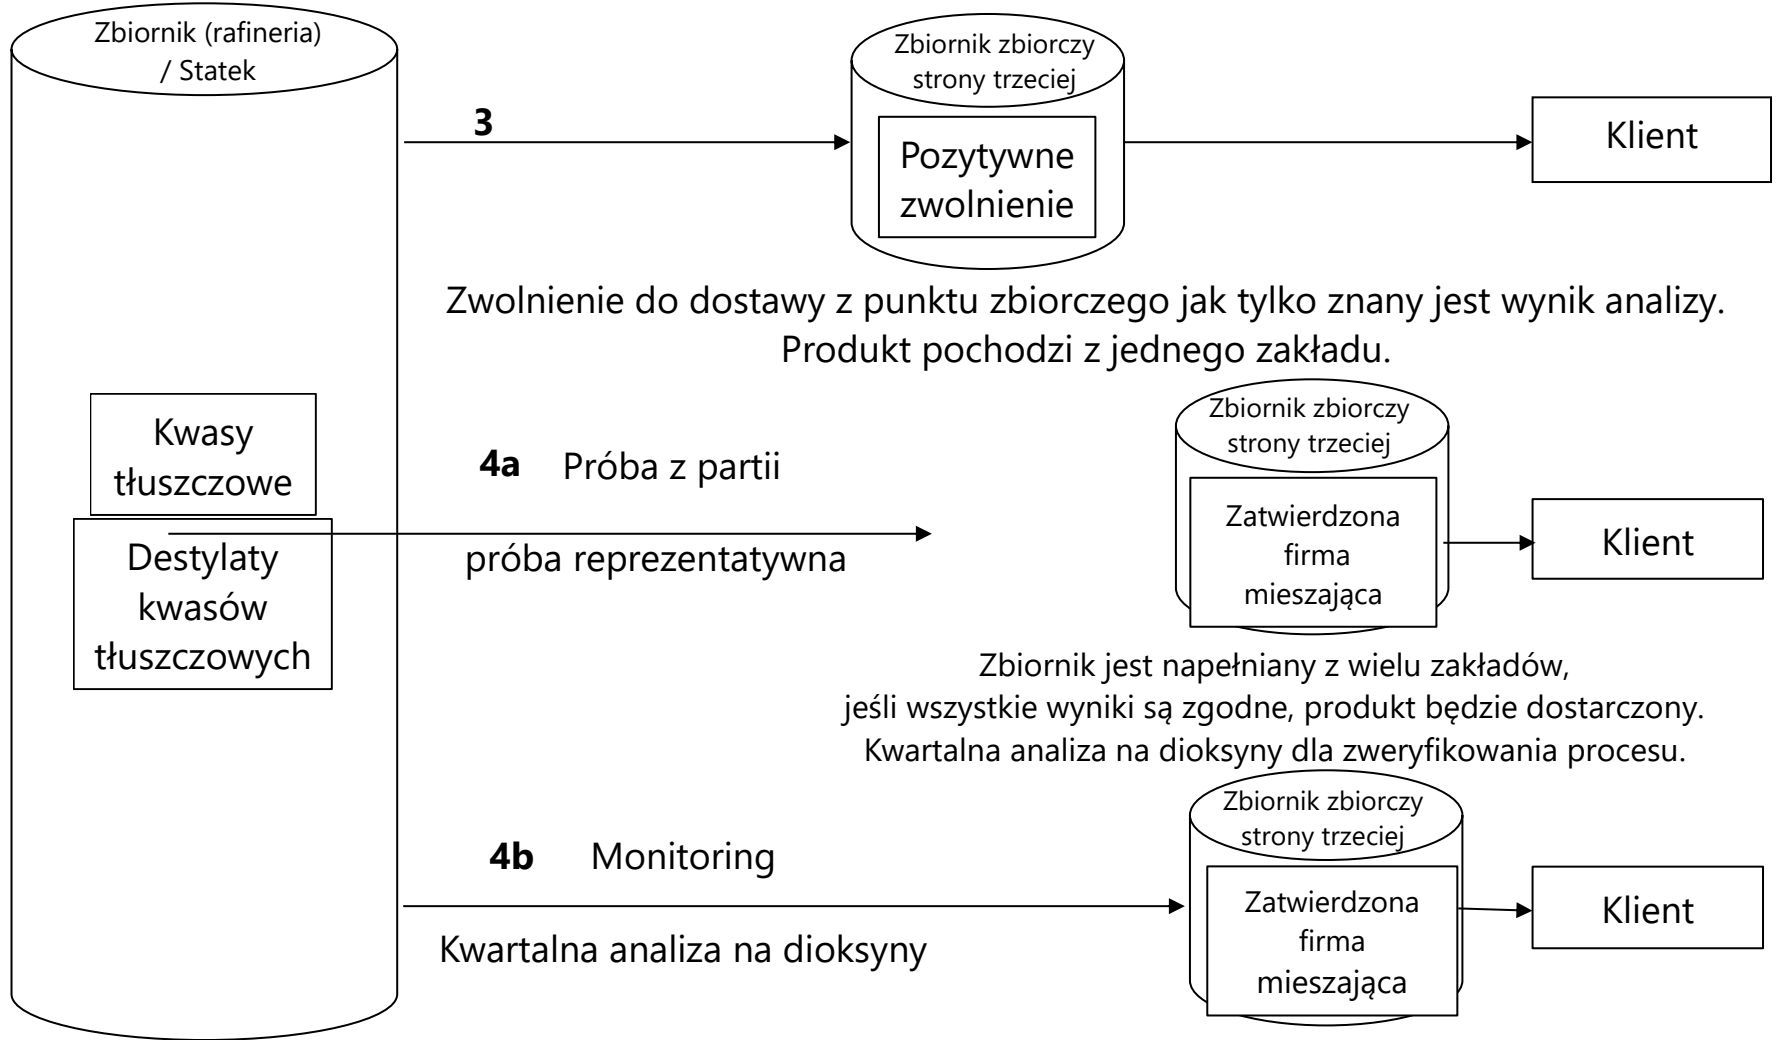 Zbiornik (rafineria)
/ Statek
Zbiornik zbiorczy
strony trzeciej
3
Pozytywne
zwolnienie
Klient
Zwolnienie do dostawy z punktu zbiorczego jak tylko znany jest wynik analizy.
Produkt pochodzi z jednego zakładu.
Kwasy
tłuszczowe
Destylaty
kwasów
tłuszczowych
4a Próba z partii
próba reprezentatywna
Zbiornik zbiorczy
strony trzeciej
Zatwierdzona
firma
mieszająca
Klient
Zbiornik jest napełniany z wielu zakładów,
jeśli wszystkie wyniki są zgodne, produkt będzie dostarczony.
Kwartalna analiza na dioksyny dla zweryfikowania procesu.
4b Monitoring
Kwartalna analiza na dioksyny
Zbiornik zbiorczy
strony trzeciej
Zatwierdzona
firma
mieszająca
Klient